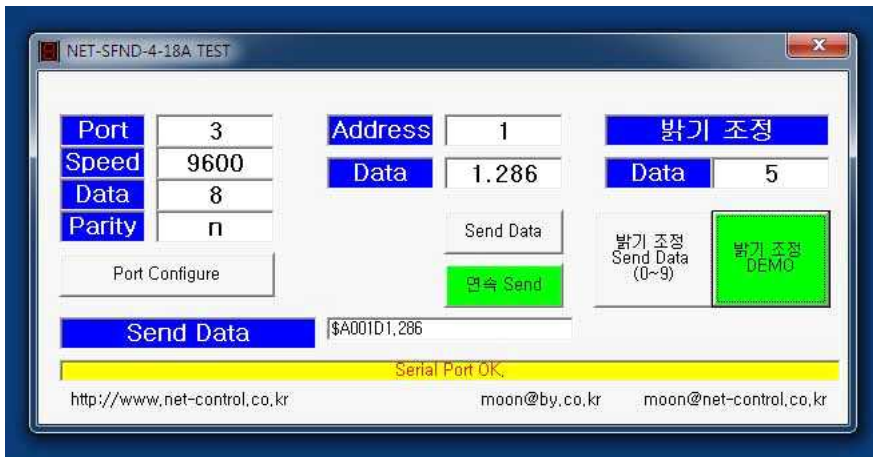 NET-SFND-4-18A TEST
Port 3
Speed 9600
Data 8
Parity n
Port Configure
Address 1
Data 1.286
Send Data
연속 Send
밝기 조정
Data 5
밝기 조정
Send Data
(0~9)
밝기 조정
DEMO
Send Data $A001D1,286
Serial Port OK,
http://www.net-control.co.kr moon@by.co.kr moon@net-control.co.kr